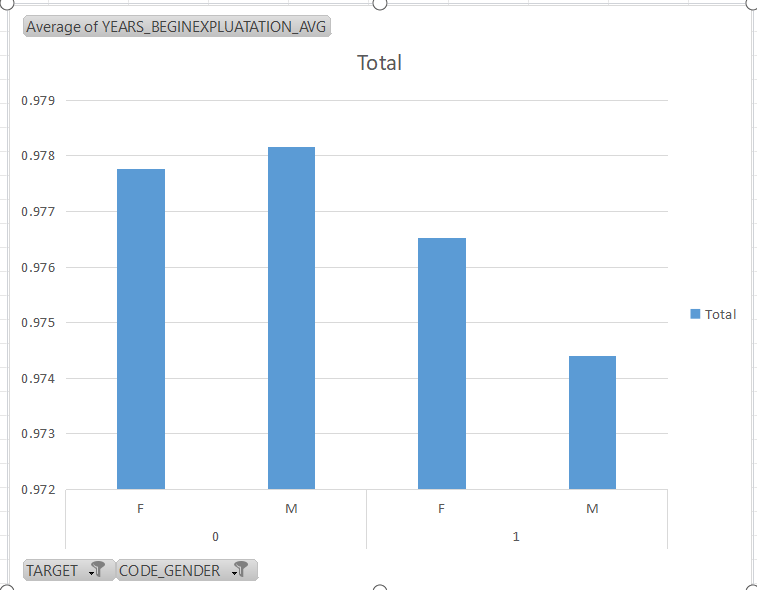 Average of YEARS_BEGINEXPLUATATION_AVG
Total
0.979
0.978
0.977
0.976
0.975
0.974
0.973
0.972
F M F M
0 1
Total
TARGET CODE_GENDER